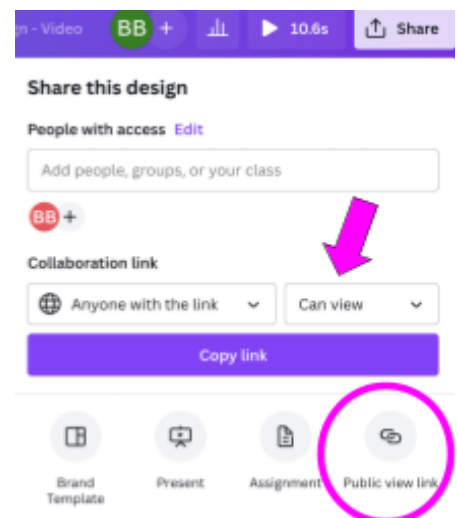 gn - Video BB + 10.6s Share
Share this design
People with access Edit
Add people, groups, or your class
BB +
Collaboration link
Anyone with the link Can view
Copy link
Brand Template Present Assignment Public view link